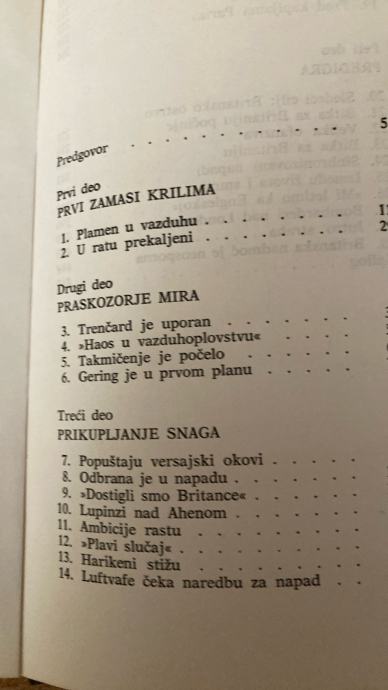 Predgovor . . . . . . . . . . . 5
Prvi deo
PRVI ZAMASI KRILIMA
1. Plamen u vazduhu . . . . . . .
2. U ratu prekaljeni . . . . . . .
Drugi deo
PRASKOZORJE MIRA
3. Trenčard je uporan . . . . . .
4. »Haos u vazduhoplovstvu« . . . .
5. Takmičenje je počelo . . . . .
6. Gering je u prvom planu . . . . .
Treći deo
PRIKUPLJANJE SNAGA
7. Popuštaju versajski okovi . . . . .
8. Odbrana je u napadu . . . . . .
9. »Dostigli smo Britance« . . . . .
10. Lupinzi nad Ahenom . . . . . .
11. Ambicije rastu . . . . . . . .
12. »Plavi slučaj« . . . . . . . .
13. Harikeni stižu . . . . . . . .
14. Luftvafe čeka naredbu za napad . .